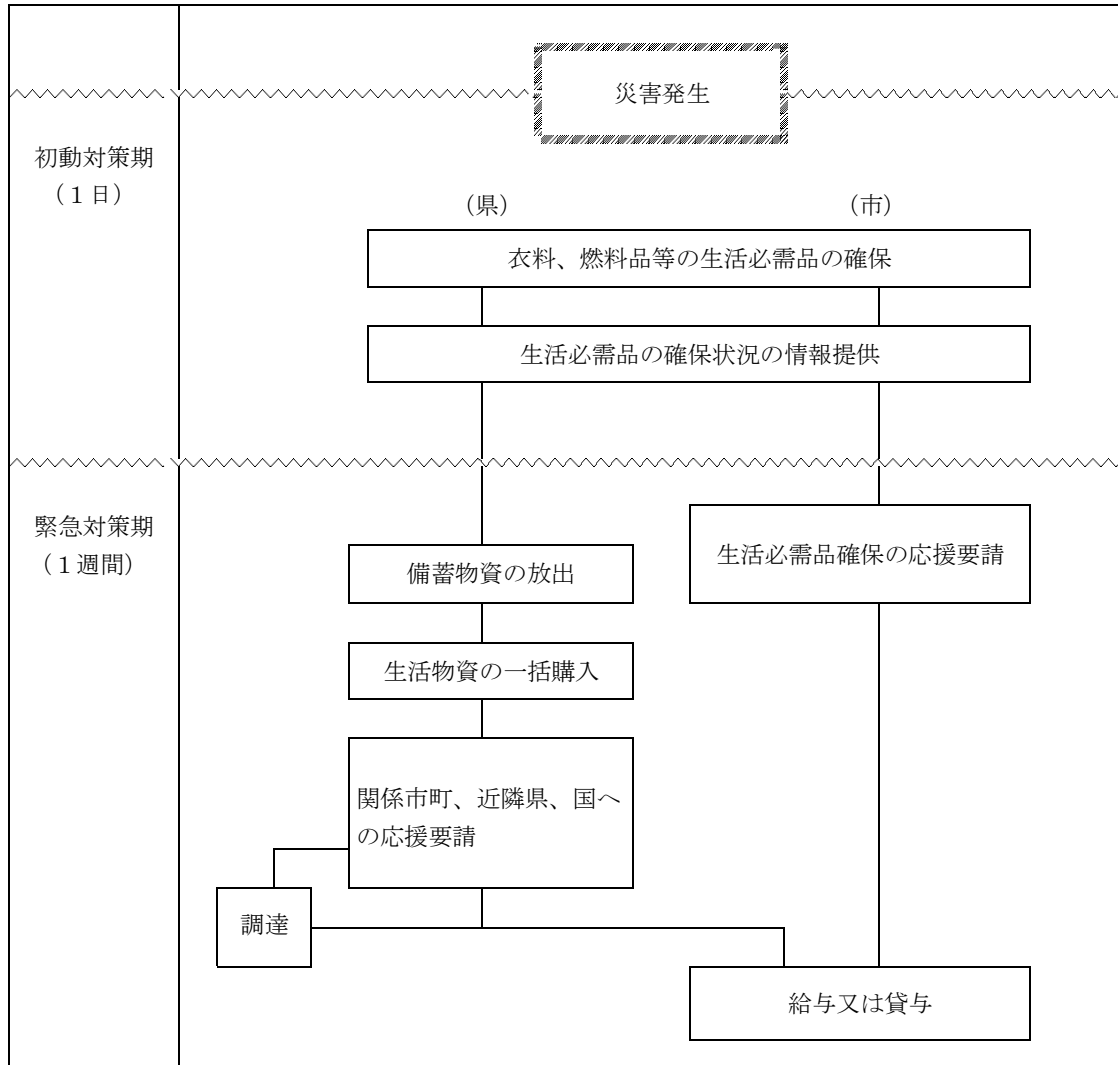 災害発生
初動対策期
(1日)
(県)
(市)
衣料、燃料品等の生活必需品の確保
生活必需品の確保状況の情報提供
緊急対策期
(1週間)
生活必需品確保の応援要請
備蓄物資の放出
生活物資の一括購入
関係市町、近隣県、国へ
の応援要請
調達
給与又は貸与